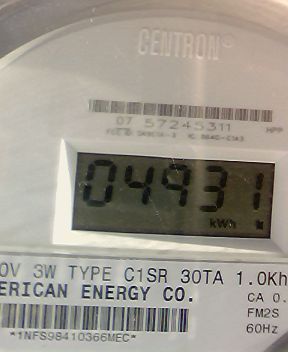 CENTRON®
07 57245311
HPP
04931
kWh
0V 3W TYPE C1SR 30TA 1.0Kh
ERICAN ENERGY CO.
CA 0.
FM2S
*1NFS98410366MEC*
60Hz